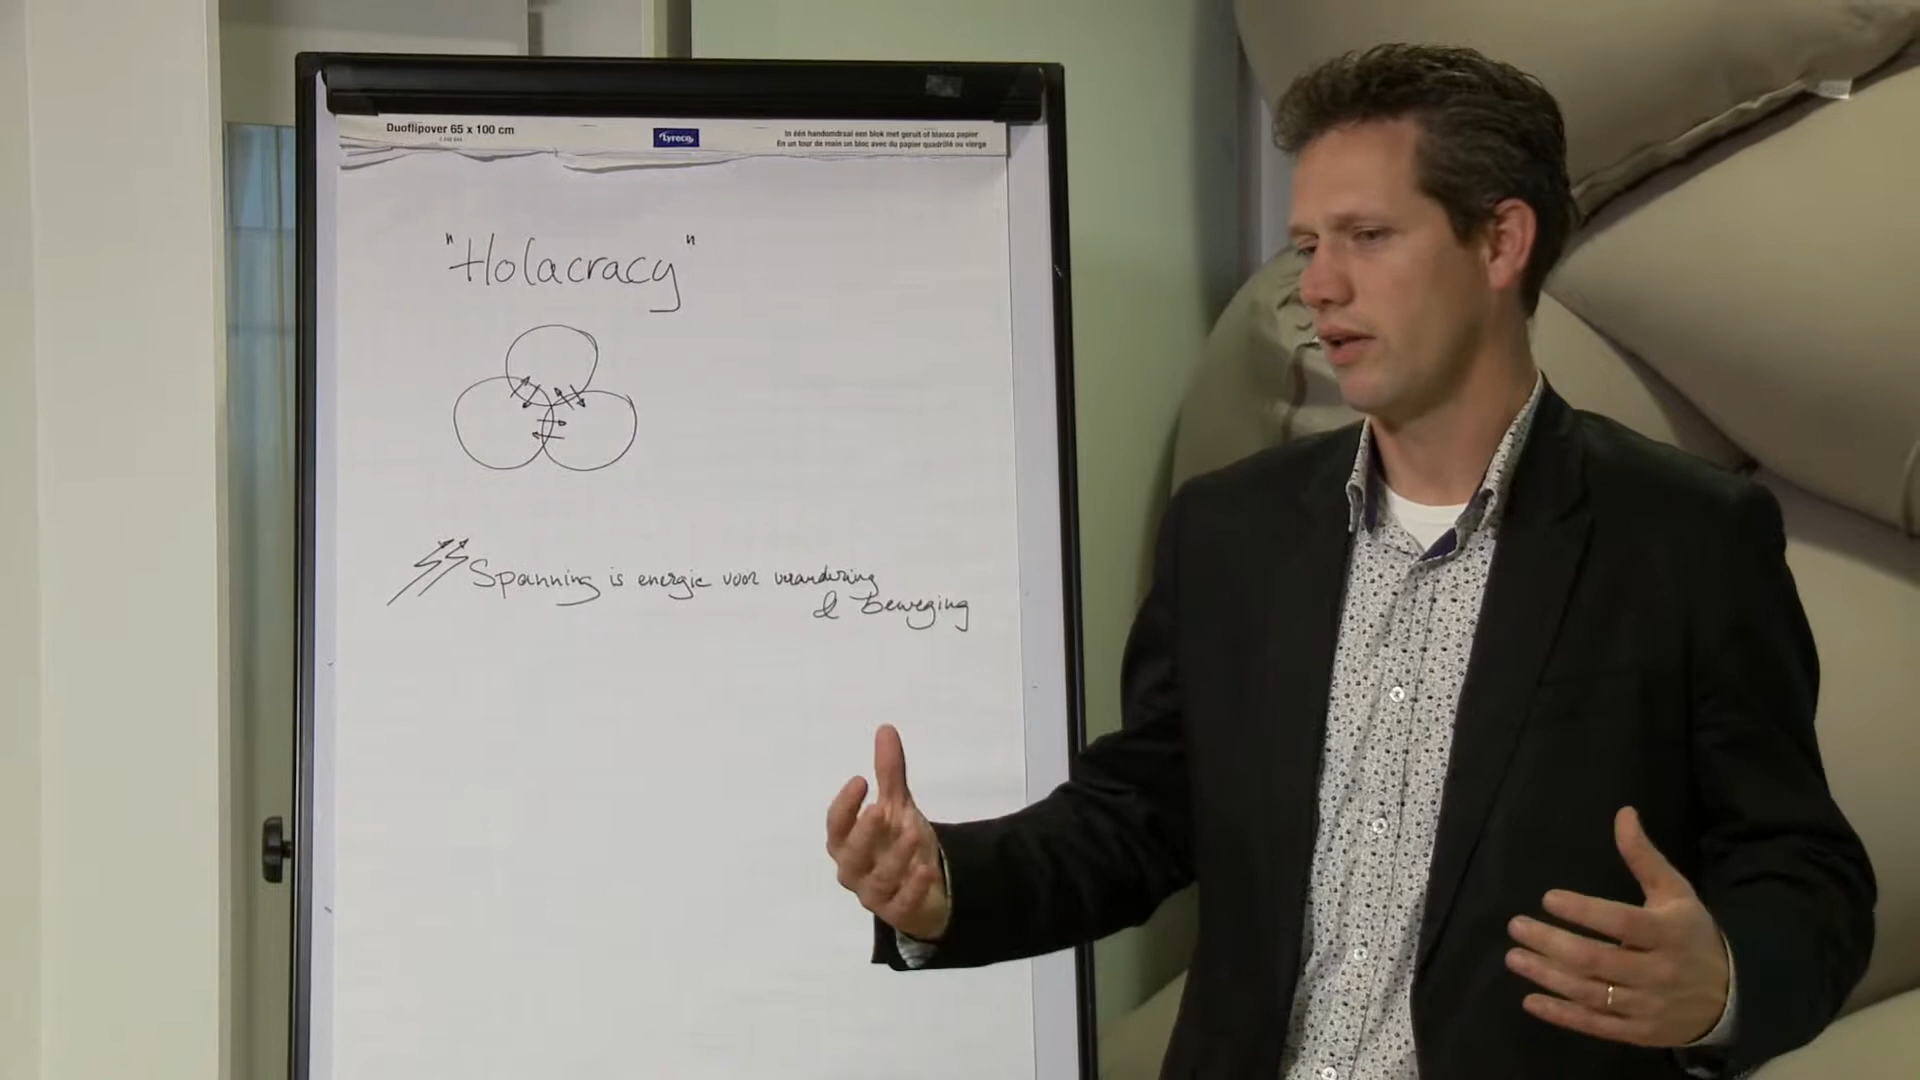 Duoflipover 65 x 100 cm
Lyreco
In één handomdraai een blok met geruit of blanco papier
En un tour de main un bloc avec du papier quadrillé ou vierge
"Holacracy"
Spanning is energie voor verandering
& beweging